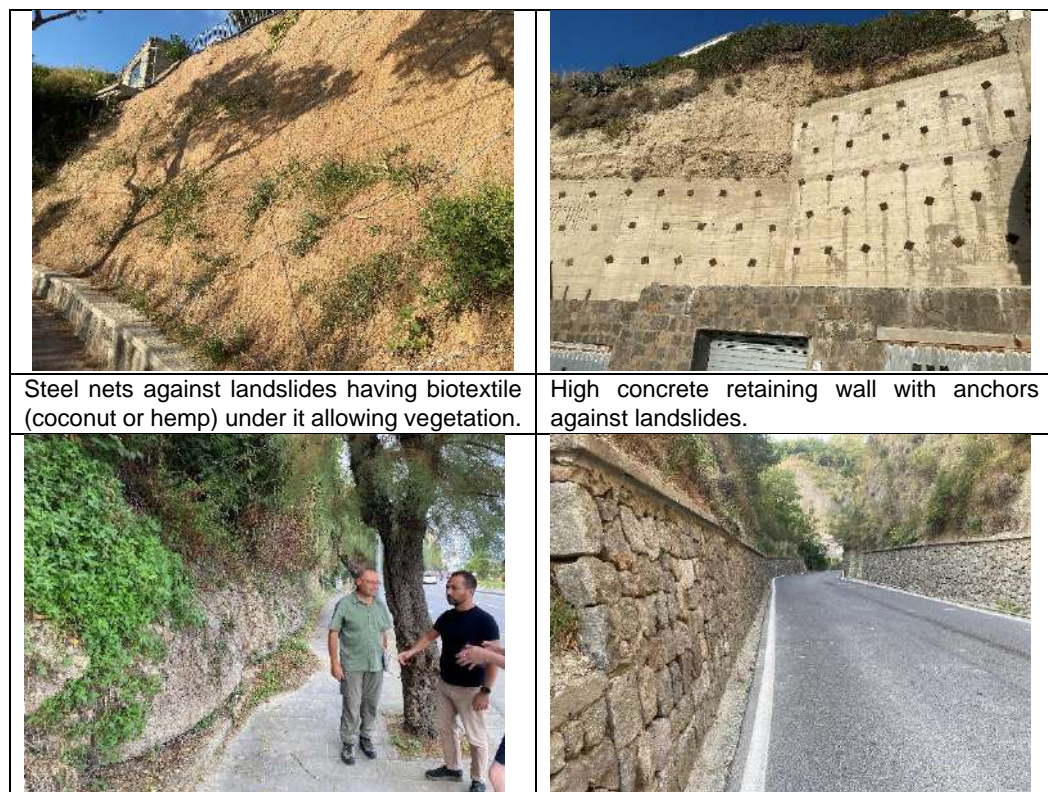 Steel nets against landslides having biotextile
(coconut or hemp) under it allowing vegetation.
High concrete retaining wall with anchors
against landslides.